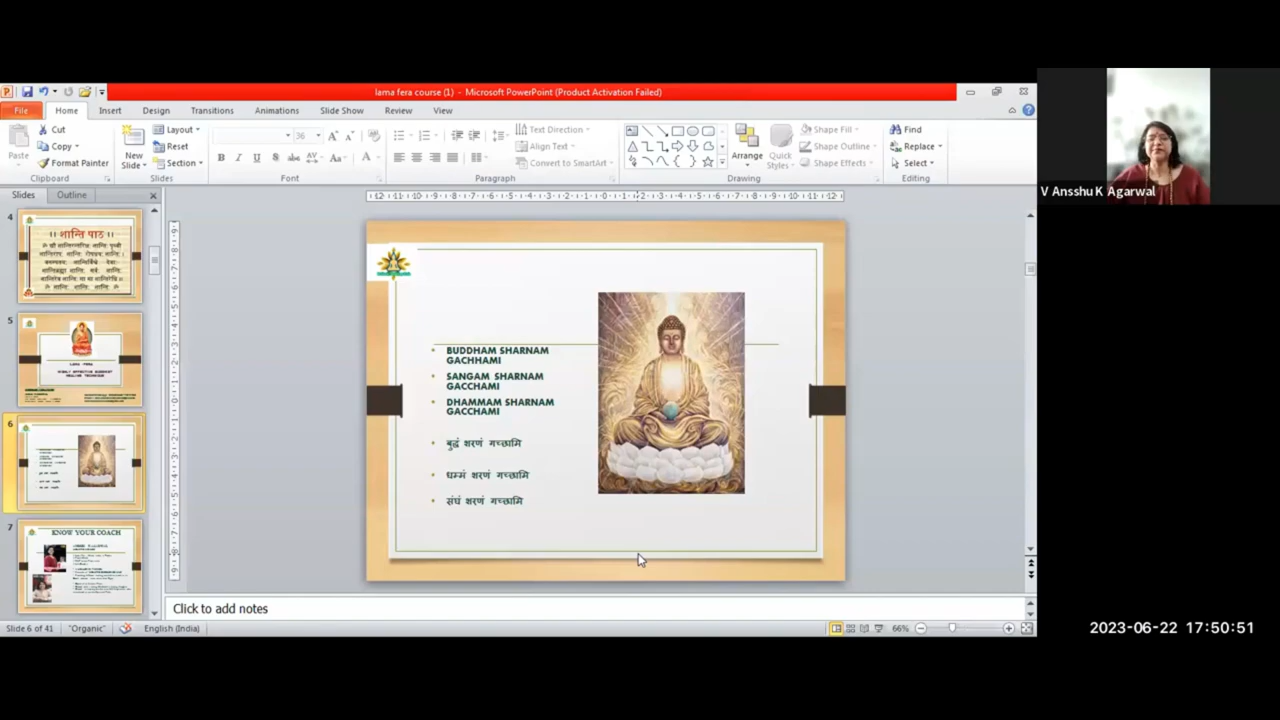 lama fera course (1) - Microsoft PowerPoint (Product Activation Failed)
File Home Insert Design Transitions Animations Slide Show Review View
Paste
Cut
Copy
Format Painter
Clipboard
New Slide
Layout
Reset
Section
Slides
36
Font
Text Direction
Align Text
Convert to SmartArt
Paragraph
Arrange
Quick Styles
Shape Fill
Shape Outline
Shape Effects
Drawing
Find
Replace
Select
Editing
Slides Outline
4
॥ शान्ति पाठ ॥
5
6
7
KNOW YOUR COACH
BUDDHAM SHARNAM
GACHHAMI
SANGAM SHARNAM
GACCHAMI
DHAMMAM SHARNAM
GACCHAMI
बुद्धं शरणं गच्छामि
धम्मं शरणं गच्छामि
संघं शरणं गच्छामि
Click to add notes
Slide 6 of 41 "Organic" English (India) 66%
V Ansshu K Agarwal
2023-06-22 17:50:51